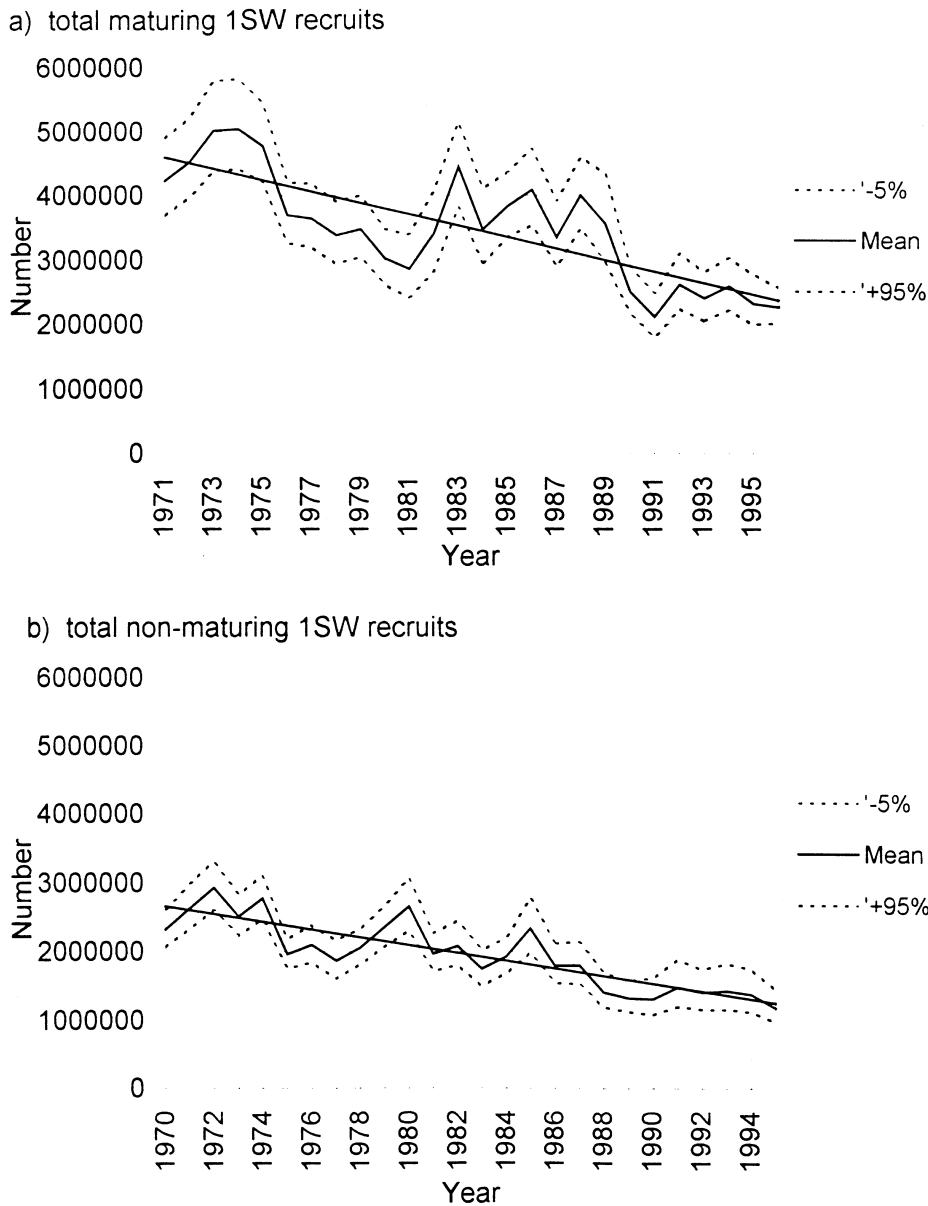 a) total maturing 1SW recruits
6000000
5000000
4000000
3000000
2000000
1000000
0
Number
'-5%
Mean
'+95%
1971 1973 1975 1977 1979 1981 1983 1985 1987 1989 1991 1993 1995
Year
b) total non-maturing 1SW recruits
6000000
5000000
4000000
3000000
2000000
1000000
0
Number
'-5%
Mean
'+95%
1970 1972 1974 1976 1978 1980 1982 1984 1986 1988 1990 1992 1994
Year